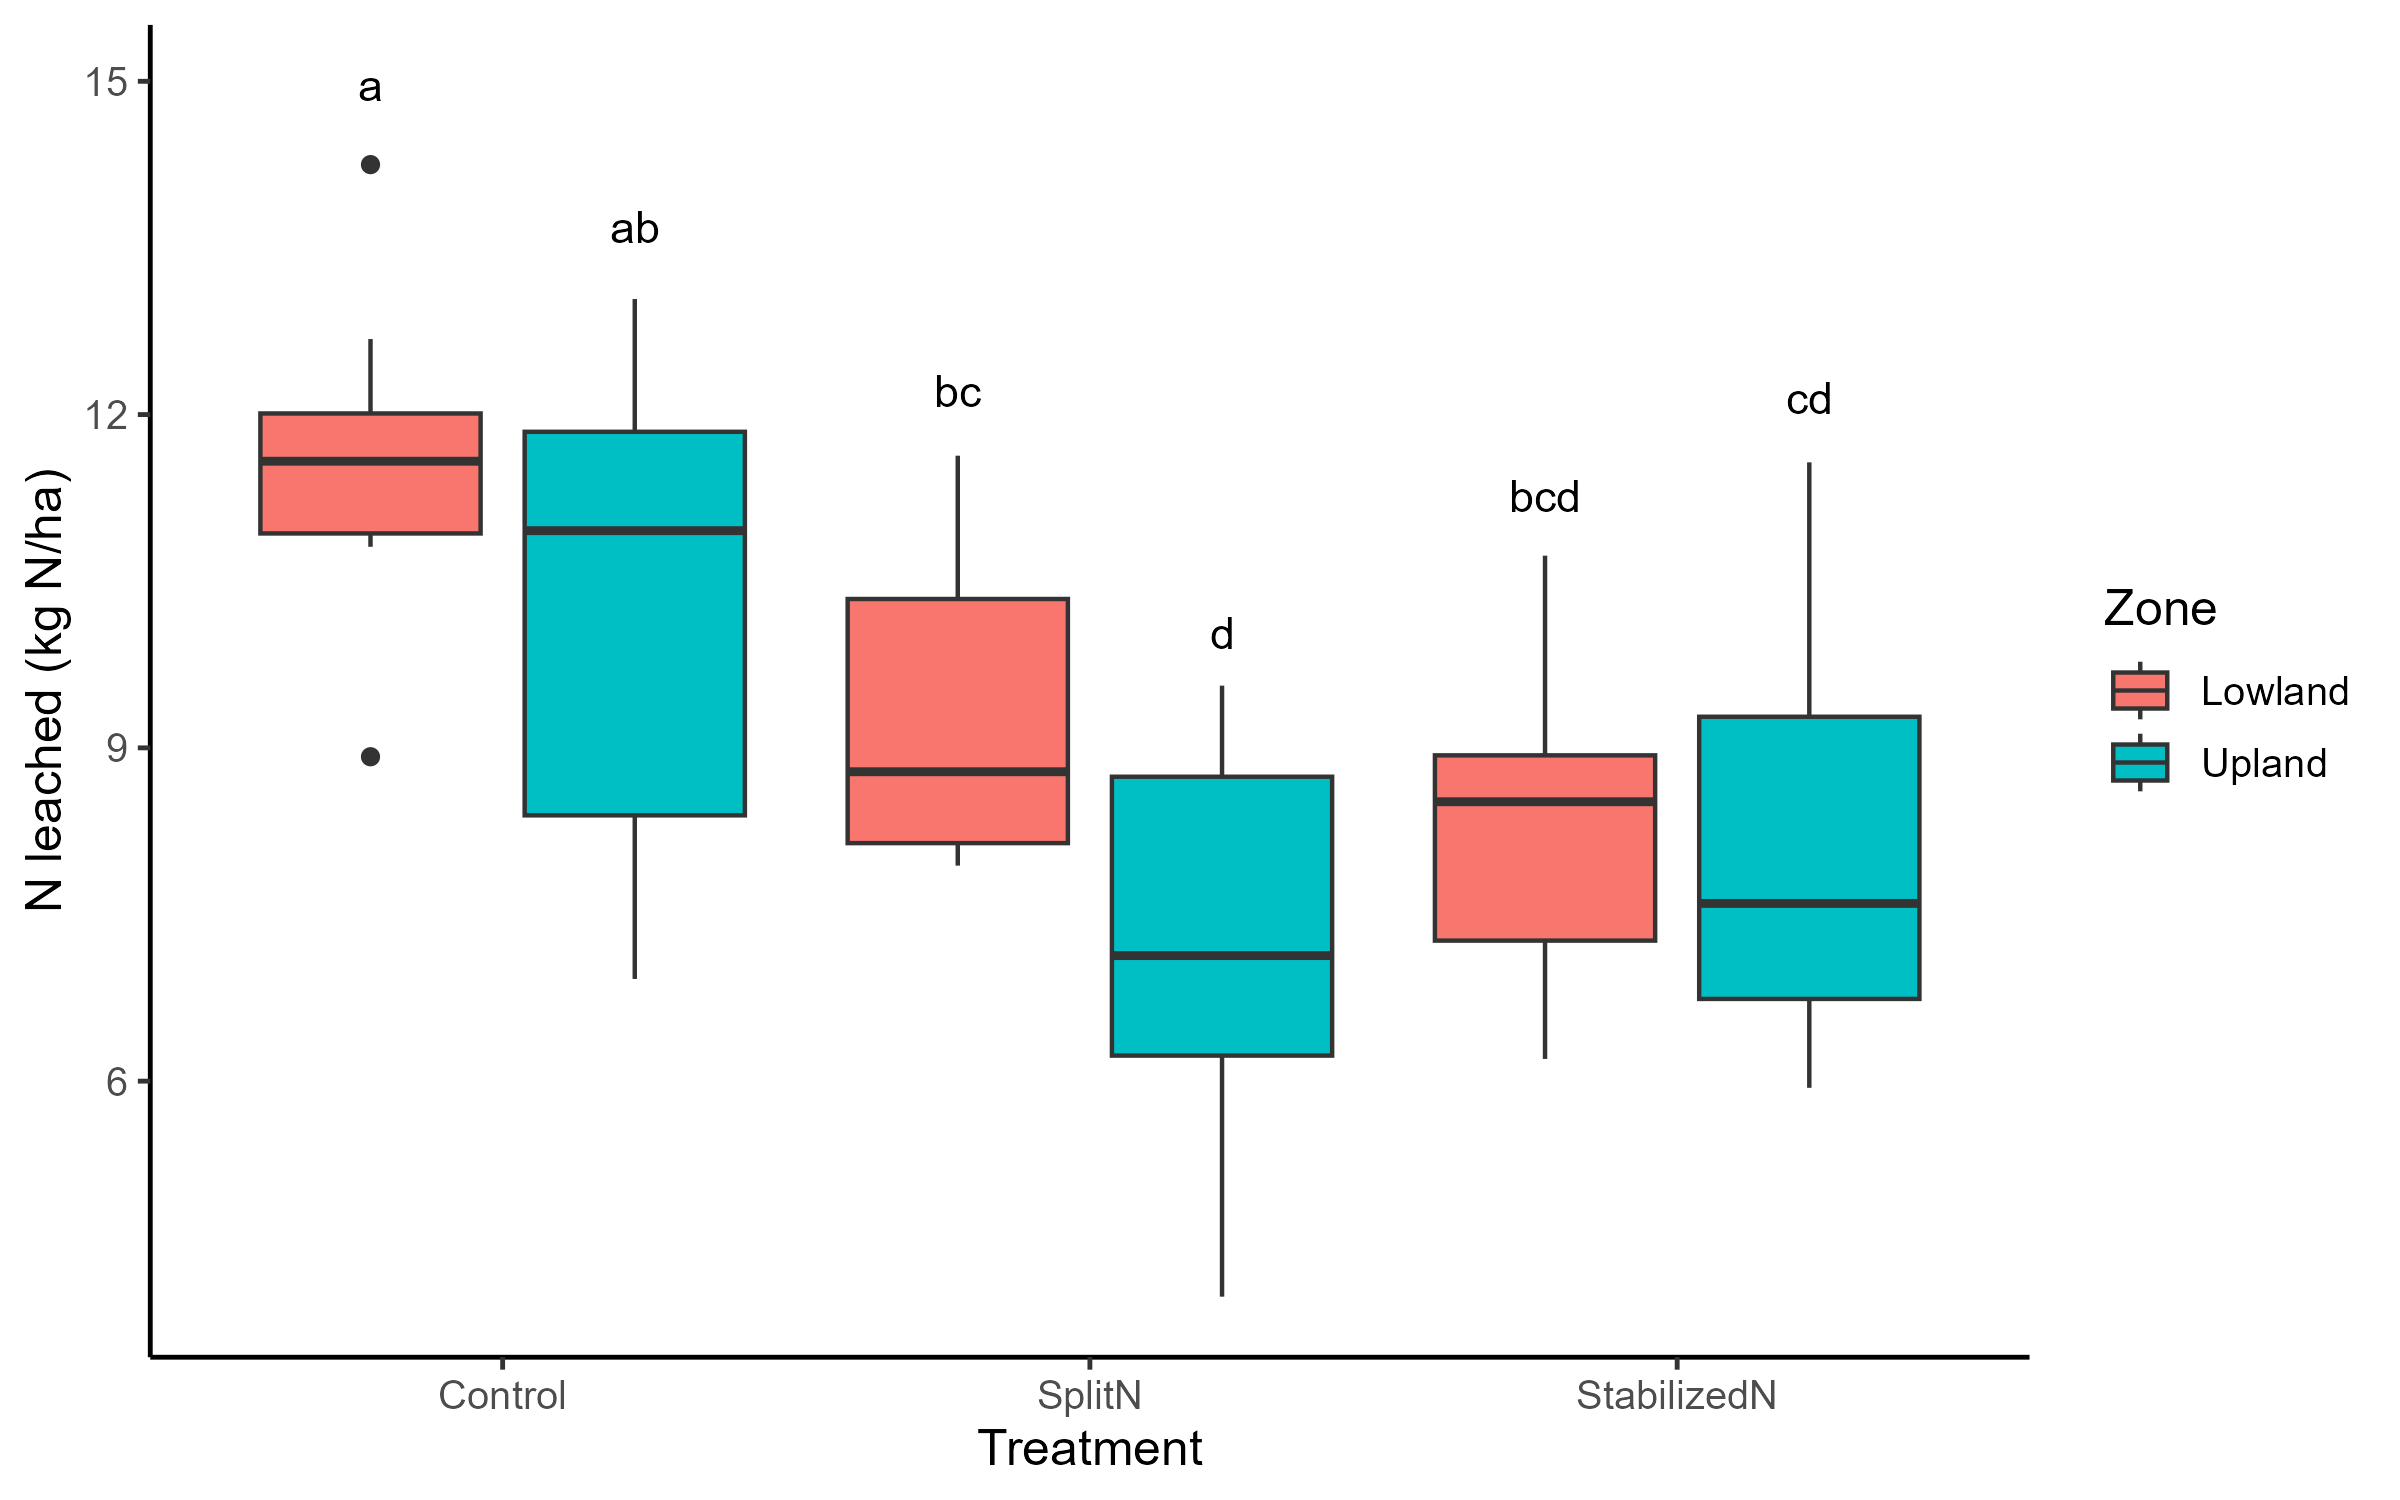 15
12
9
6
N leached (kg N/ha)
a
ab
bc
d
bcd
cd
Control
SplitN
StabilizedN
Treatment
Zone
Lowland
Upland